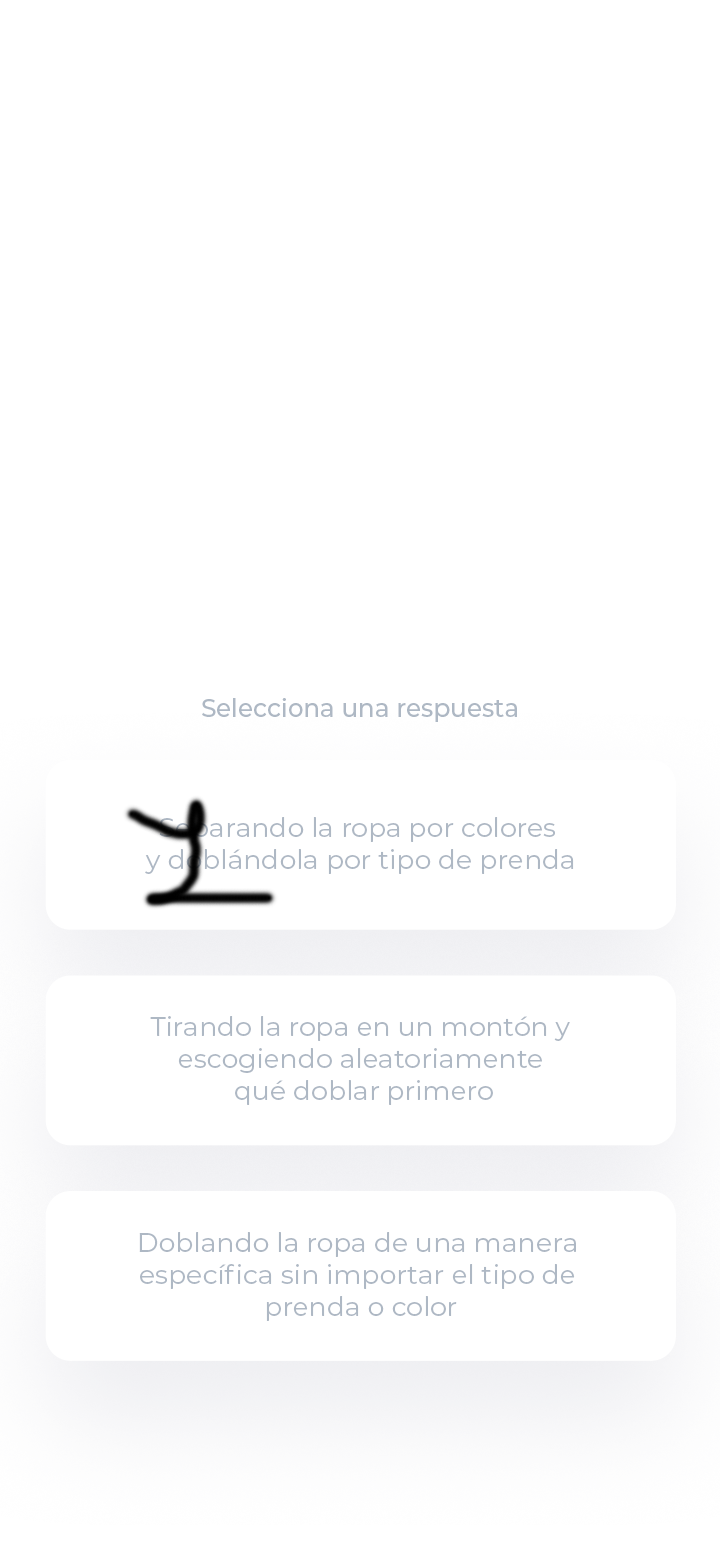 Selecciona una respuesta
Separando la ropa por colores
y doblándola por tipo de prenda
Tirando la ropa en un montón y
escogiendo aleatoriamente
qué doblar primero
Doblando la ropa de una manera
específica sin importar el tipo de
prenda o color